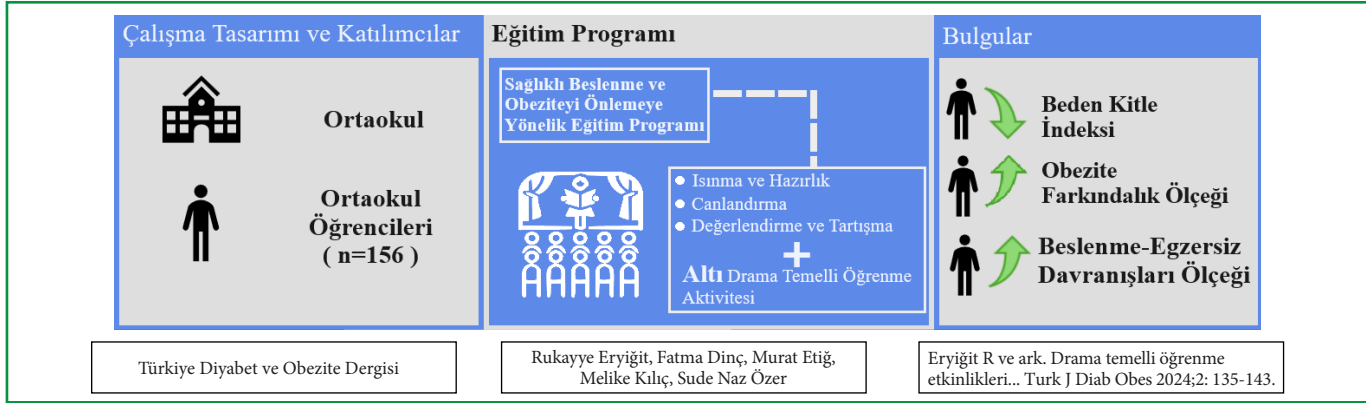 Çalışma Tasarımı ve Katılımcılar
Ortaokul
Ortaokul
Öğrencileri
( n=156 )
Eğitim Programı
Sağlıklı Beslenme ve
Obeziteyi Önlemeye
Yönelik Eğitim Programı
Isınma ve Hazırlık
Canlandırma
Değerlendirme ve Tartışma
+
Altı Drama Temelli Öğrenme
Aktivitesi
Bulgular
Beden Kitle
İndeksi
Obezite
Farkındalık Ölçeği
Beslenme-Egzersiz
Davranışları Ölçeği
Türkiye Diyabet ve Obezite Dergisi
Rukayye Eryiğit, Fatma Dinç, Murat Etiğ,
Melike Kılıç, Sude Naz Özer
Eryiğit R ve ark. Drama temelli öğrenme
etkinlikleri... Turk J Diab Obes 2024;2: 135-143.